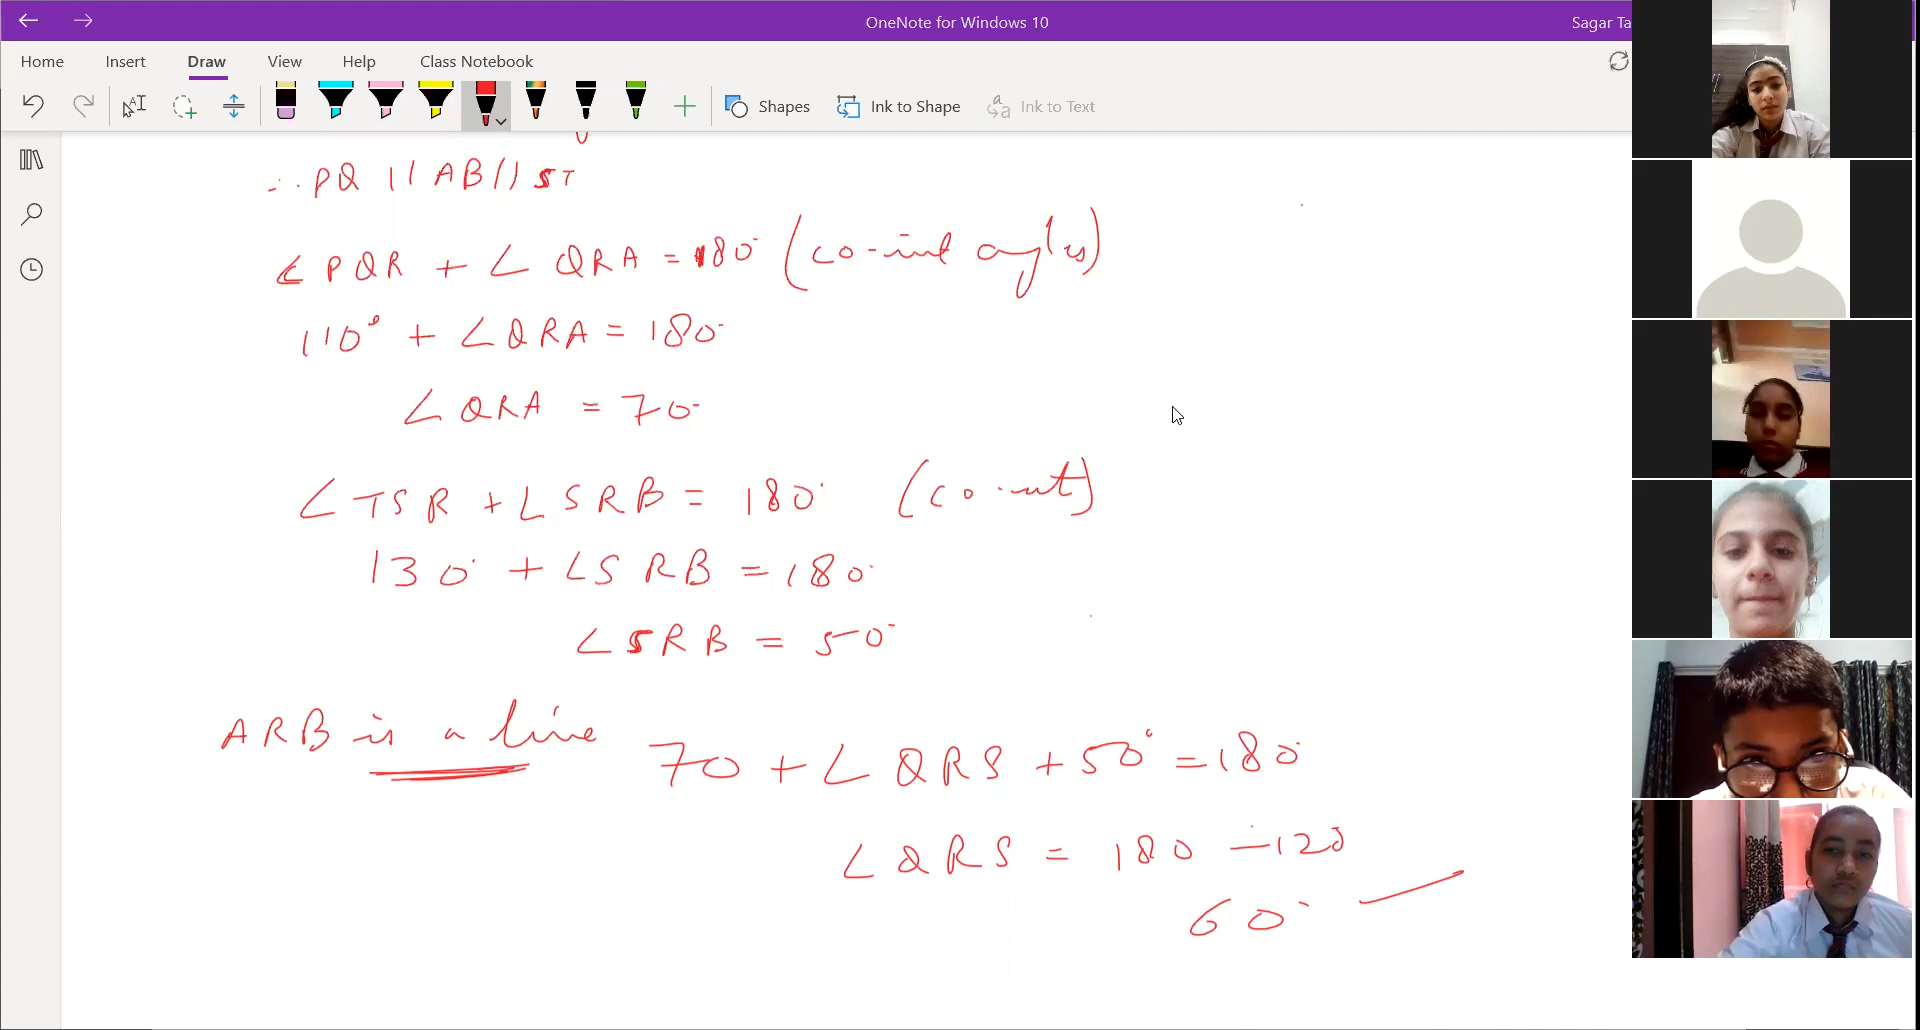 OneNote for Windows 10
Sagar Ta
Home Insert Draw View Help Class Notebook
Shapes Ink to Shape Ink to Text
∴ PQ || AB || ST
∠PQR + ∠QRA = 180° (co-int angles)
110° + ∠QRA = 180°
∠QRA = 70°
∠TSR + ∠SRB = 180° (co-int)
130° + ∠SRB = 180°
∠SRB = 50°
ARB is a line
70 + ∠QRS + 50° = 180°
∠QRS = 180 - 120
60°